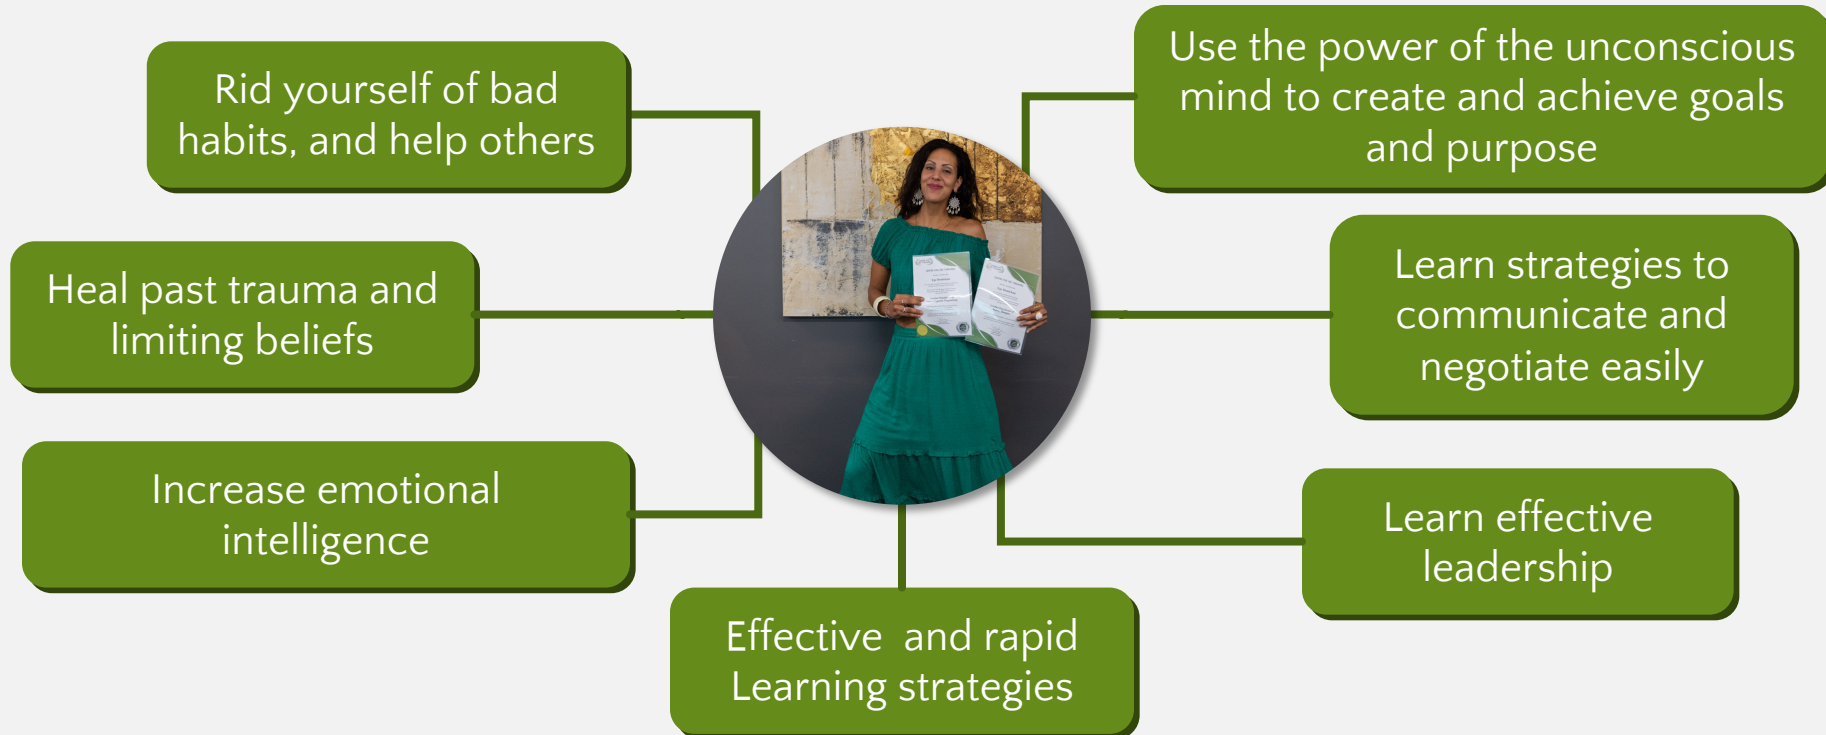 Rid yourself of bad
habits, and help others
Use the power of the unconscious
mind to create and achieve goals
and purpose
Heal past trauma and
limiting beliefs
Learn strategies to
communicate and
negotiate easily
Increase emotional
intelligence
Learn effective
leadership
Effective  and rapid
Learning strategies